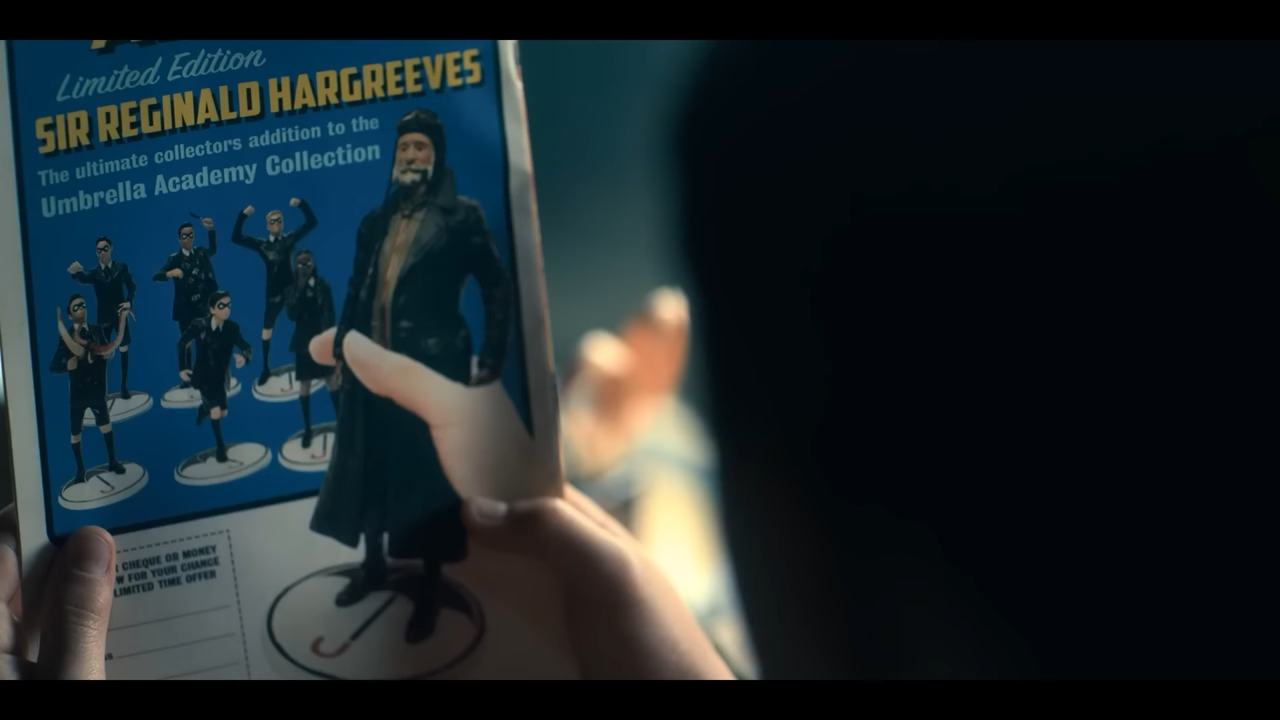 Limited Edition
SIR REGINALD HARGREEVES
The ultimate collectors addition to the
Umbrella Academy Collection
CHEQUE OR MONEY
FOR YOUR CHANCE
LIMITED TIME OFFER